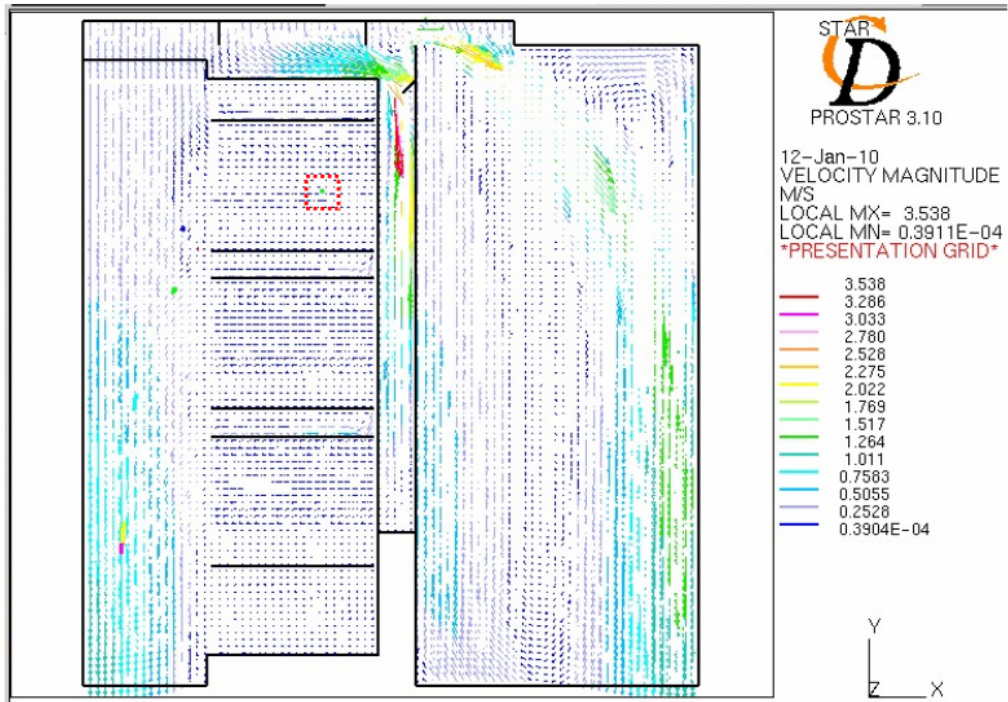 STAR
D
PROSTAR 3.10
12-Jan-10
VELOCITY MAGNITUDE
M/S
LOCAL MX= 3.538
LOCAL MN= 0.3911E-04
*PRESENTATION GRID*
3.538
3.286
3.033
2.780
2.528
2.275
2.022
1.769
1.517
1.264
1.011
0.7583
0.5055
0.2528
0.3904E-04
Y
Z
X